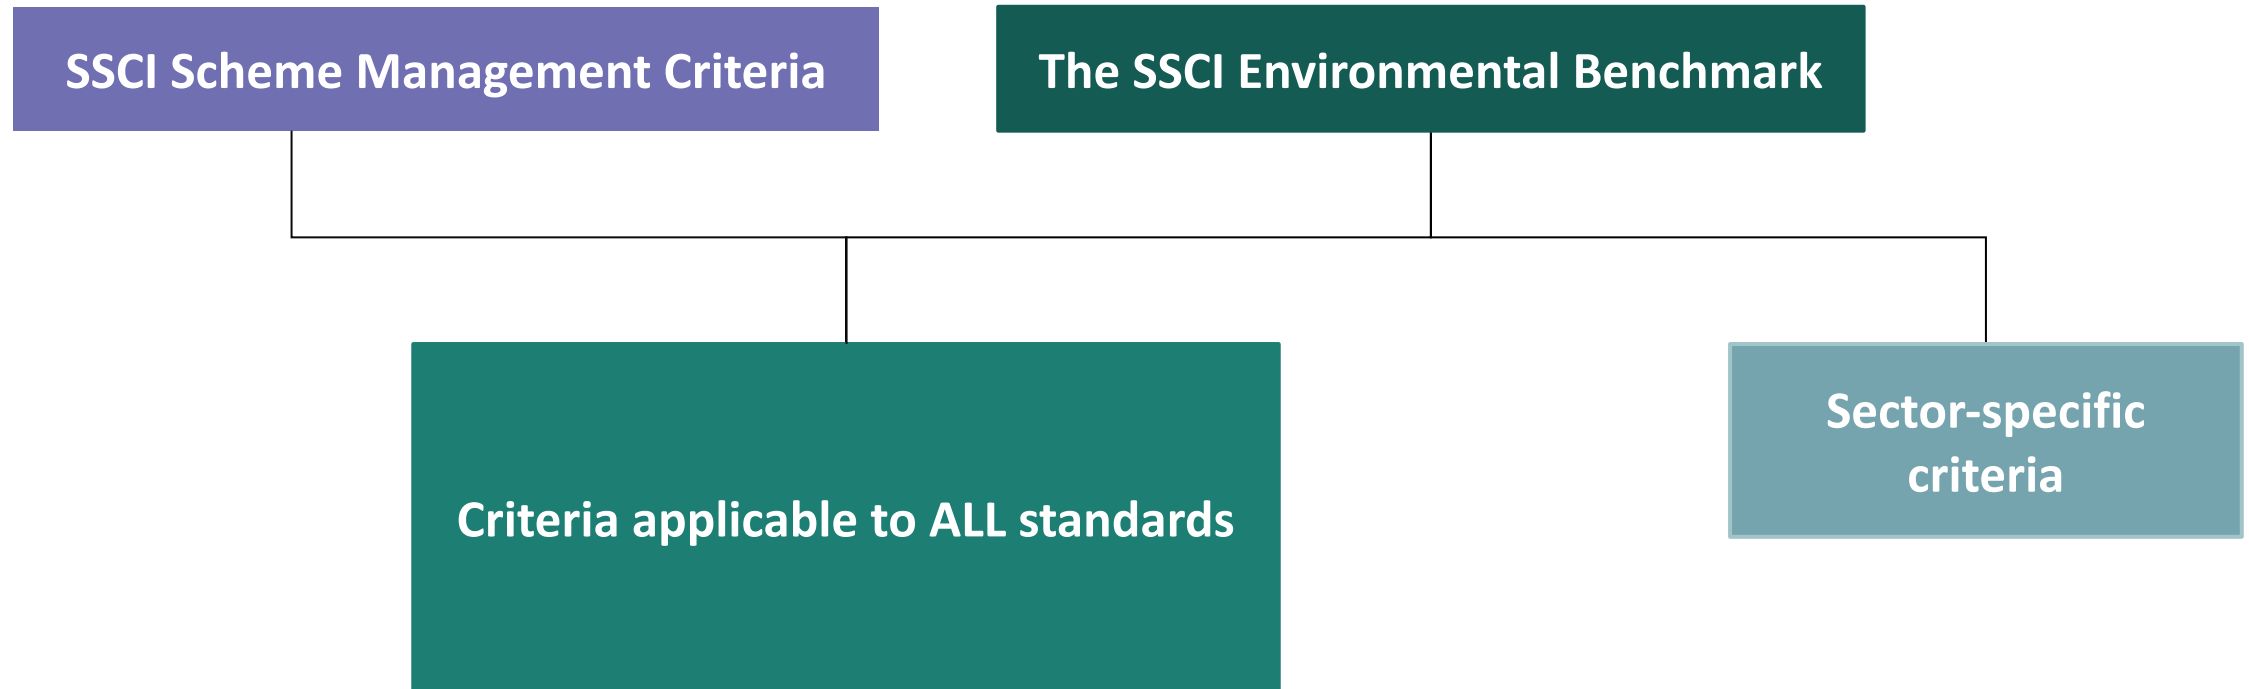 SSCI Scheme Management Criteria
The SSCI Environmental Benchmark
Sector-specific
criteria
Criteria applicable to ALL standards